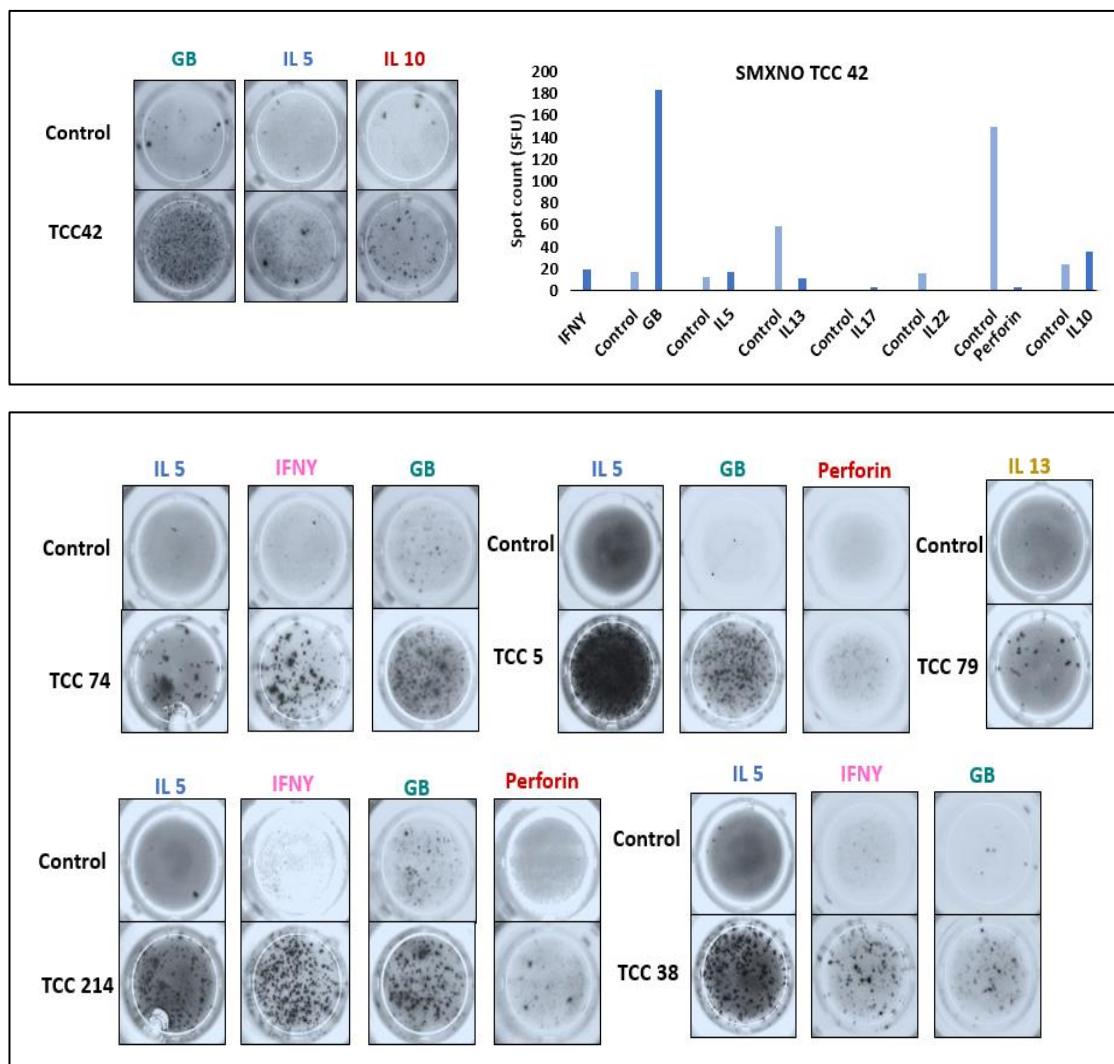 GB IL 5 IL 10
Control
TCC42
SMXNO TCC 42
Spot count (SFU)
200
180
160
140
120
100
80
60
40
20
0
IFNY Control GB Control IL5 Control IL13 Control IL17 Control IL22 Control Perforin Control IL10
IL 5 IFNY GB IL 5 GB Perforin IL 13
Control Control Control
TCC 74 TCC 5 TCC 79
IL 5 IFNY GB Perforin IL 5 IFNY GB
Control Control
TCC 214 TCC 38